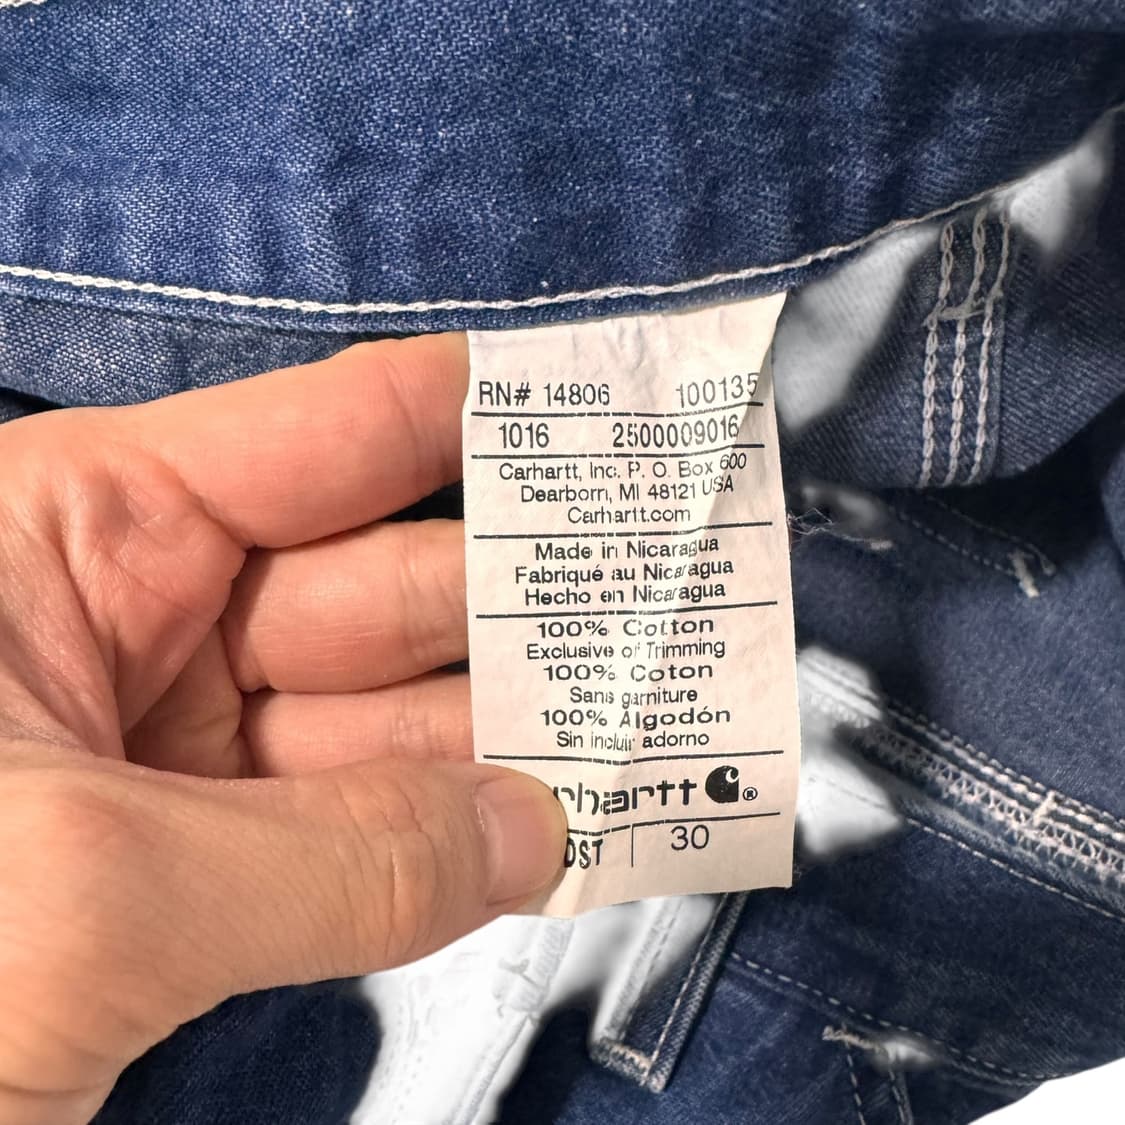 RN# 14806 100135
1016 2500009016
Carhartt, Inc. P. O. Box 600
Dearborn, MI 48121 USA
Carhartt.com
Made in Nicaragua
Fabriqué au Nicaragua
Hecho en Nicaragua
100% Cotton
Exclusive of Trimming
100% Coton
Sans garniture
100% Algodón
Sin incluir adorno
rhartt ®
DST 30